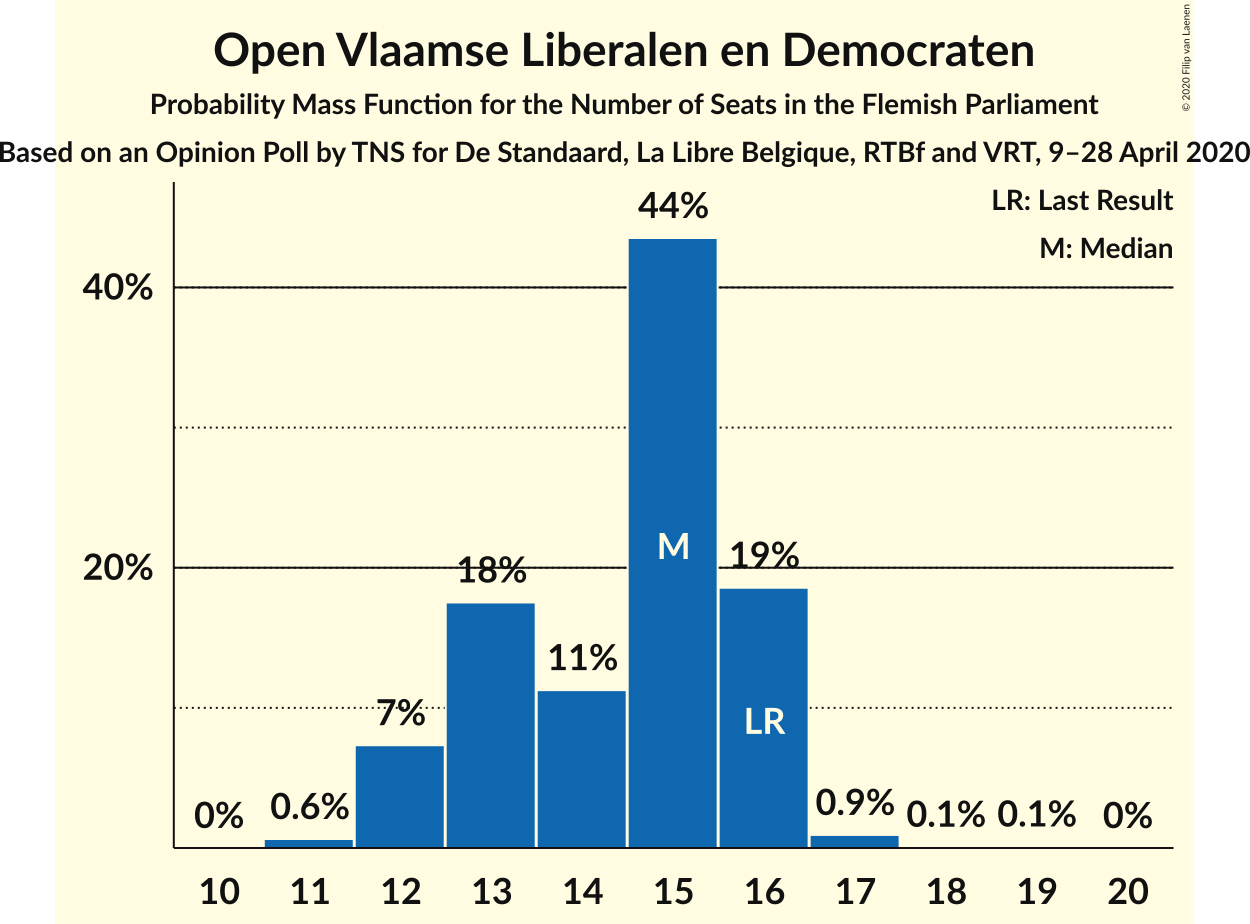 Open Vlaamse Liberalen en Democraten
Probability Mass Function for the Number of Seats in the Flemish Parliament
Based on an Opinion Poll by TNS for De Standaard, La Libre Belgique, RTBf and VRT, 9–28 April 2020
© 2020 Filip van Laenen
LR: Last Result
M: Median
44%
40%
M
19%
20%
18%
11%
7%
LR
0%
0.6%
0.9%
0.1%
0.1%
0%
10 11 12 13 14 15 16 17 18 19 20